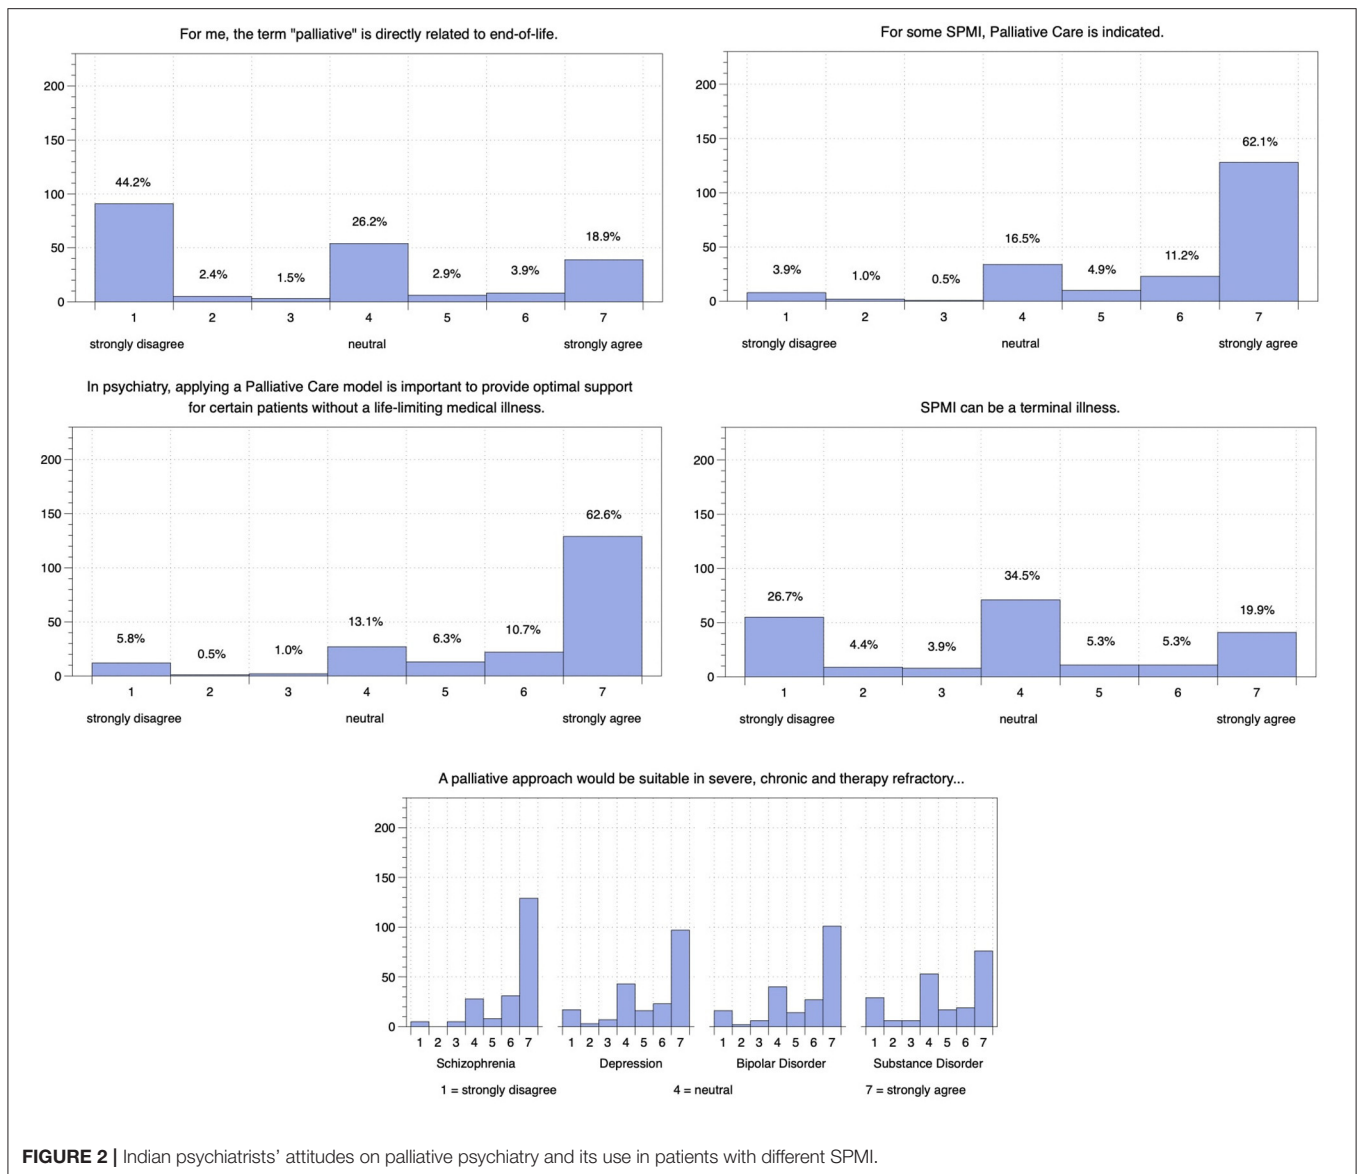 For me, the term "palliative" is directly related to end-of-life.
200
150
100
50
0
44.2%
2.4%
1.5%
26.2%
2.9%
3.9%
18.9%
1 2 3 4 5 6 7
strongly disagree neutral strongly agree
For some SPMI, Palliative Care is indicated.
200
150
100
50
0
3.9%
1.0%
0.5%
16.5%
4.9%
11.2%
62.1%
1 2 3 4 5 6 7
strongly disagree neutral strongly agree
In psychiatry, applying a Palliative Care model is important to provide optimal support
for certain patients without a life-limiting medical illness.
200
150
100
50
0
5.8%
0.5%
1.0%
13.1%
6.3%
10.7%
62.6%
1 2 3 4 5 6 7
strongly disagree neutral strongly agree
SPMI can be a terminal illness.
200
150
100
50
0
26.7%
4.4%
3.9%
34.5%
5.3%
5.3%
19.9%
1 2 3 4 5 6 7
strongly disagree neutral strongly agree
A palliative approach would be suitable in severe, chronic and therapy refractory...
200
150
100
50
0
1 2 3 4 5 6 7 1 2 3 4 5 6 7 1 2 3 4 5 6 7 1 2 3 4 5 6 7
Schizophrenia Depression Bipolar Disorder Substance Disorder
1 = strongly disagree 4 = neutral 7 = strongly agree
FIGURE 2 | Indian psychiatrists' attitudes on palliative psychiatry and its use in patients with different SPMI.